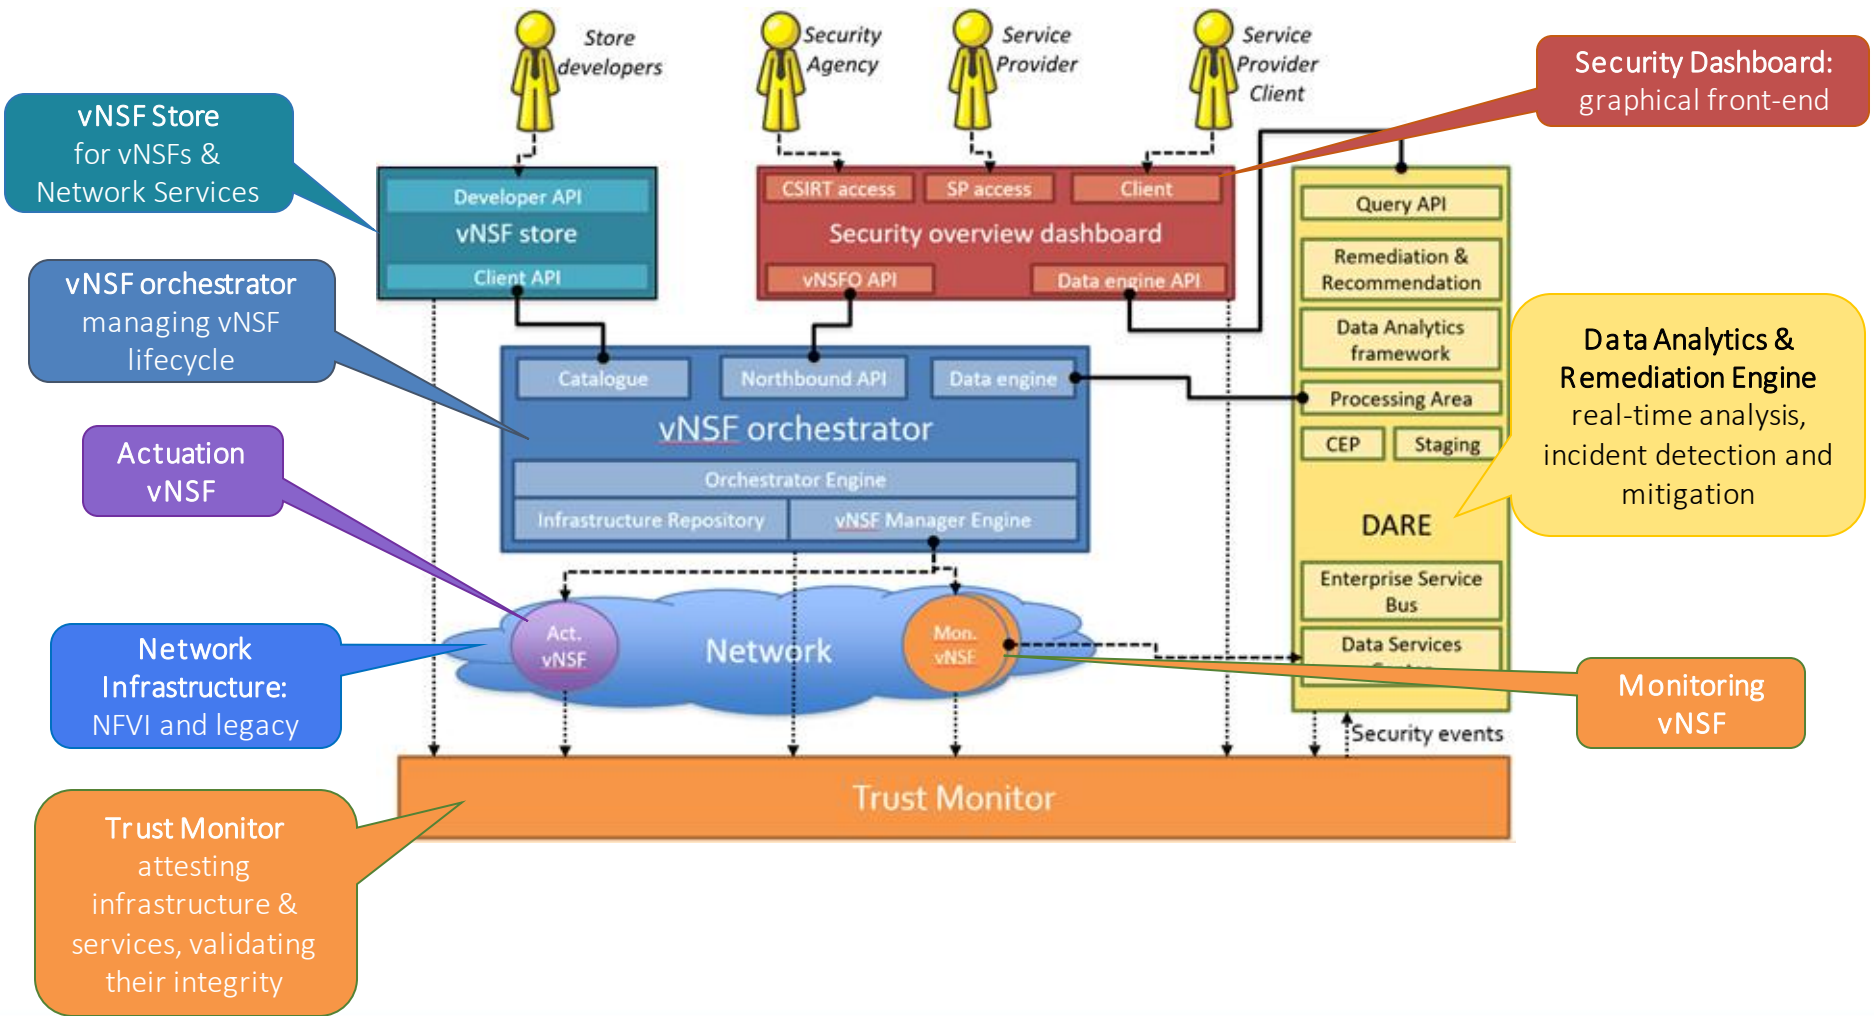 Store
developers
Security
Agency
Service
Provider
Service
Provider
Client
Security Dashboard:
graphical front-end
vNSF Store
for vNSFs &
Network Services
Developer API
vNSF store
Client API
CSIRT access
SP access
Client
Security overview dashboard
vNSFO API
Data engine API
Query API
Remediation &
Recommendation
Data Analytics
framework
Processing Area
CEP
Staging
DARE
Enterprise Service
Bus
Data Services
vNSF orchestrator
managing vNSF
lifecycle
Catalogue
Northbound API
Data engine
vNSF orchestrator
Orchestrator Engine
Infrastructure Repository
vNSF Manager Engine
Data Analytics &
Remediation Engine
real-time analysis,
incident detection and
mitigation
Actuation
vNSF
Act.
vNSF
Network
Mon.
vNSF
Network
Infrastructure:
NFVI and legacy
Monitoring
vNSF
Security events
Trust Monitor
Trust Monitor
attesting
infrastructure &
services, validating
their integrity